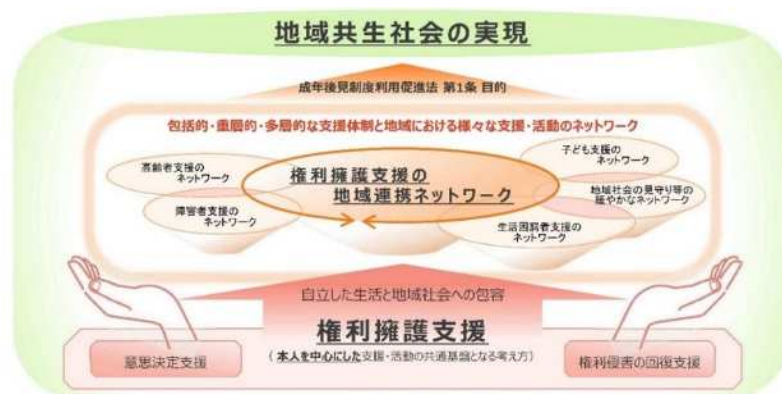 地域共生社会の実現
成年後見制度利用促進法 第1条 目的
包括的・重層的・多層的な支援体制と地域における様々な支援・活動のネットワーク
子ども支援の
ネットワーク
高齢者支援の
ネットワーク
権利擁護支援の
地域連携ネットワーク
地域社会の見守り等の
緩やかなネットワーク
障害者支援の
ネットワーク
生活困窮者支援の
ネットワーク
自立した生活と地域社会への包容
権利擁護支援
（本人を中心にした支援・活動の共通基盤となる考え方）
意思決定支援
権利侵害の回復支援